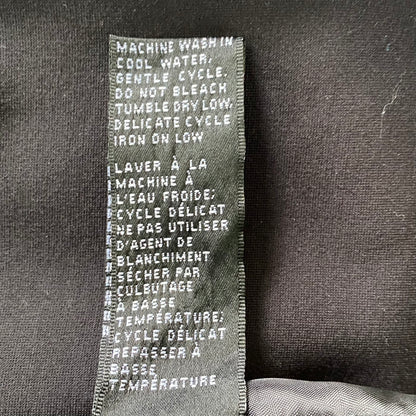 MACHINE WASH IN
COOL WATER,
GENTLE CYCLE.
DO NOT BLEACH
TUMBLE DRY LOW,
DELICATE CYCLE
IRON ON LOW
LAVER À LA
MACHINE À
L'EAU FROIDE;
CYCLE DÉLICAT
NE PAS UTILISER
D'AGENT DE
BLANCHIMENT
SÉCHER PAR
CULBUTAGE
À BASSE
TEMPÉRATURE;
CYCLE DÉLICAT
REPASSER À
BASSE
TEMPÉRATURE